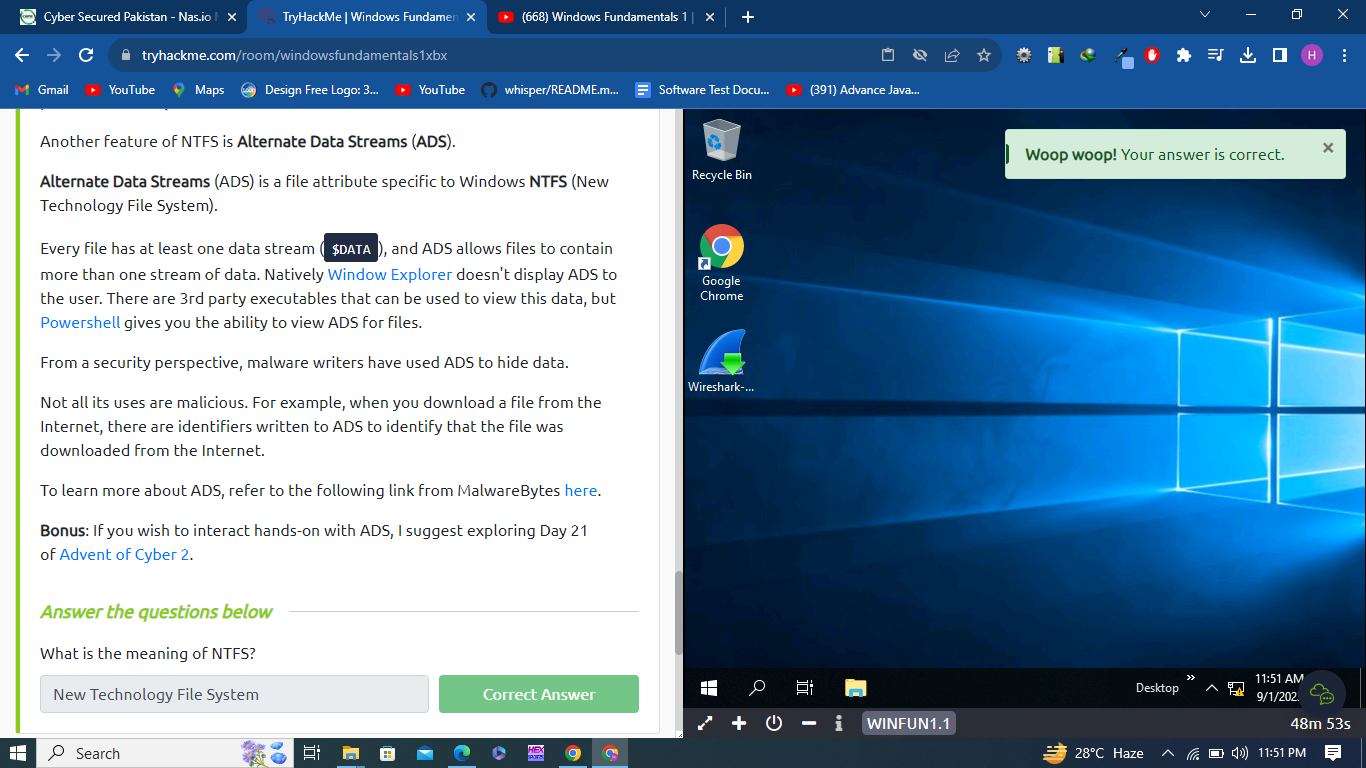 Cyber Secured Pakistan - Nas.io
TryHackMe | Windows Fundamen
(668) Windows Fundamentals 1 |
tryhackme.com/room/windowsfundamentals1xbx
H
Gmail
YouTube
Maps
Design Free Logo: 3...
YouTube
whisper/README.m...
Software Test Docu...
(391) Advance Java...
Another feature of NTFS is Alternate Data Streams (ADS).
Alternate Data Streams (ADS) is a file attribute specific to Windows NTFS (New
Technology File System).
Every file has at least one data stream ($DATA), and ADS allows files to contain
more than one stream of data. Natively Window Explorer doesn't display ADS to
the user. There are 3rd party executables that can be used to view this data, but
Powershell gives you the ability to view ADS for files.
From a security perspective, malware writers have used ADS to hide data.
Not all its uses are malicious. For example, when you download a file from the
Internet, there are identifiers written to ADS to identify that the file was
downloaded from the Internet.
To learn more about ADS, refer to the following link from MalwareBytes here.
Bonus: If you wish to interact hands-on with ADS, I suggest exploring Day 21
of Advent of Cyber 2.
Answer the questions below
What is the meaning of NTFS?
New Technology File System
Correct Answer
Recycle Bin
Google
Chrome
Wireshark-...
Woop woop! Your answer is correct.
Desktop
11:51 AM
9/1/202
WINFUN1.1
48m 53s
Search
HEX
28°C Haze
11:51 PM